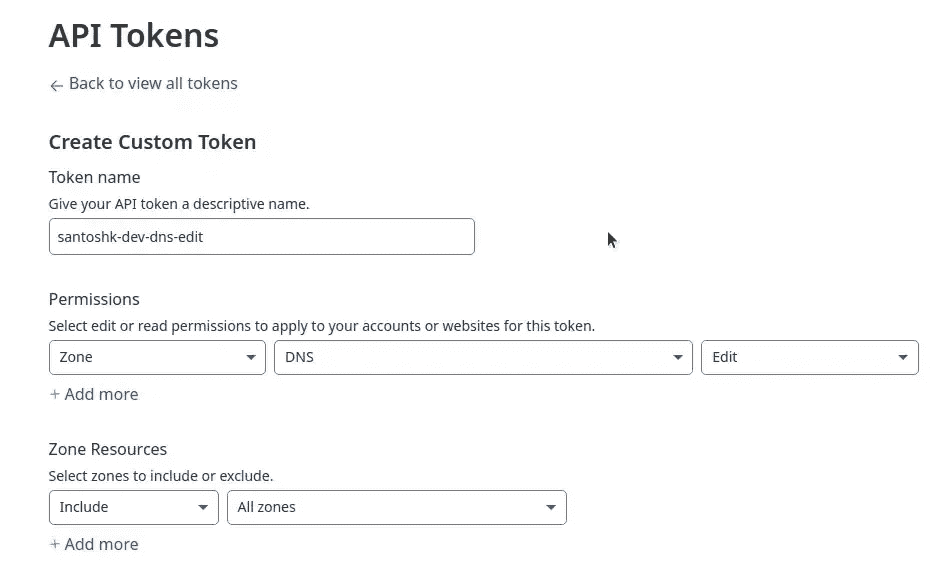 API Tokens
← Back to view all tokens
Create Custom Token
Token name
Give your API token a descriptive name.
santoshk-dev-dns-edit
Permissions
Select edit or read permissions to apply to your accounts or websites for this token.
Zone DNS Edit
+ Add more
Zone Resources
Select zones to include or exclude.
Include All zones
+ Add more